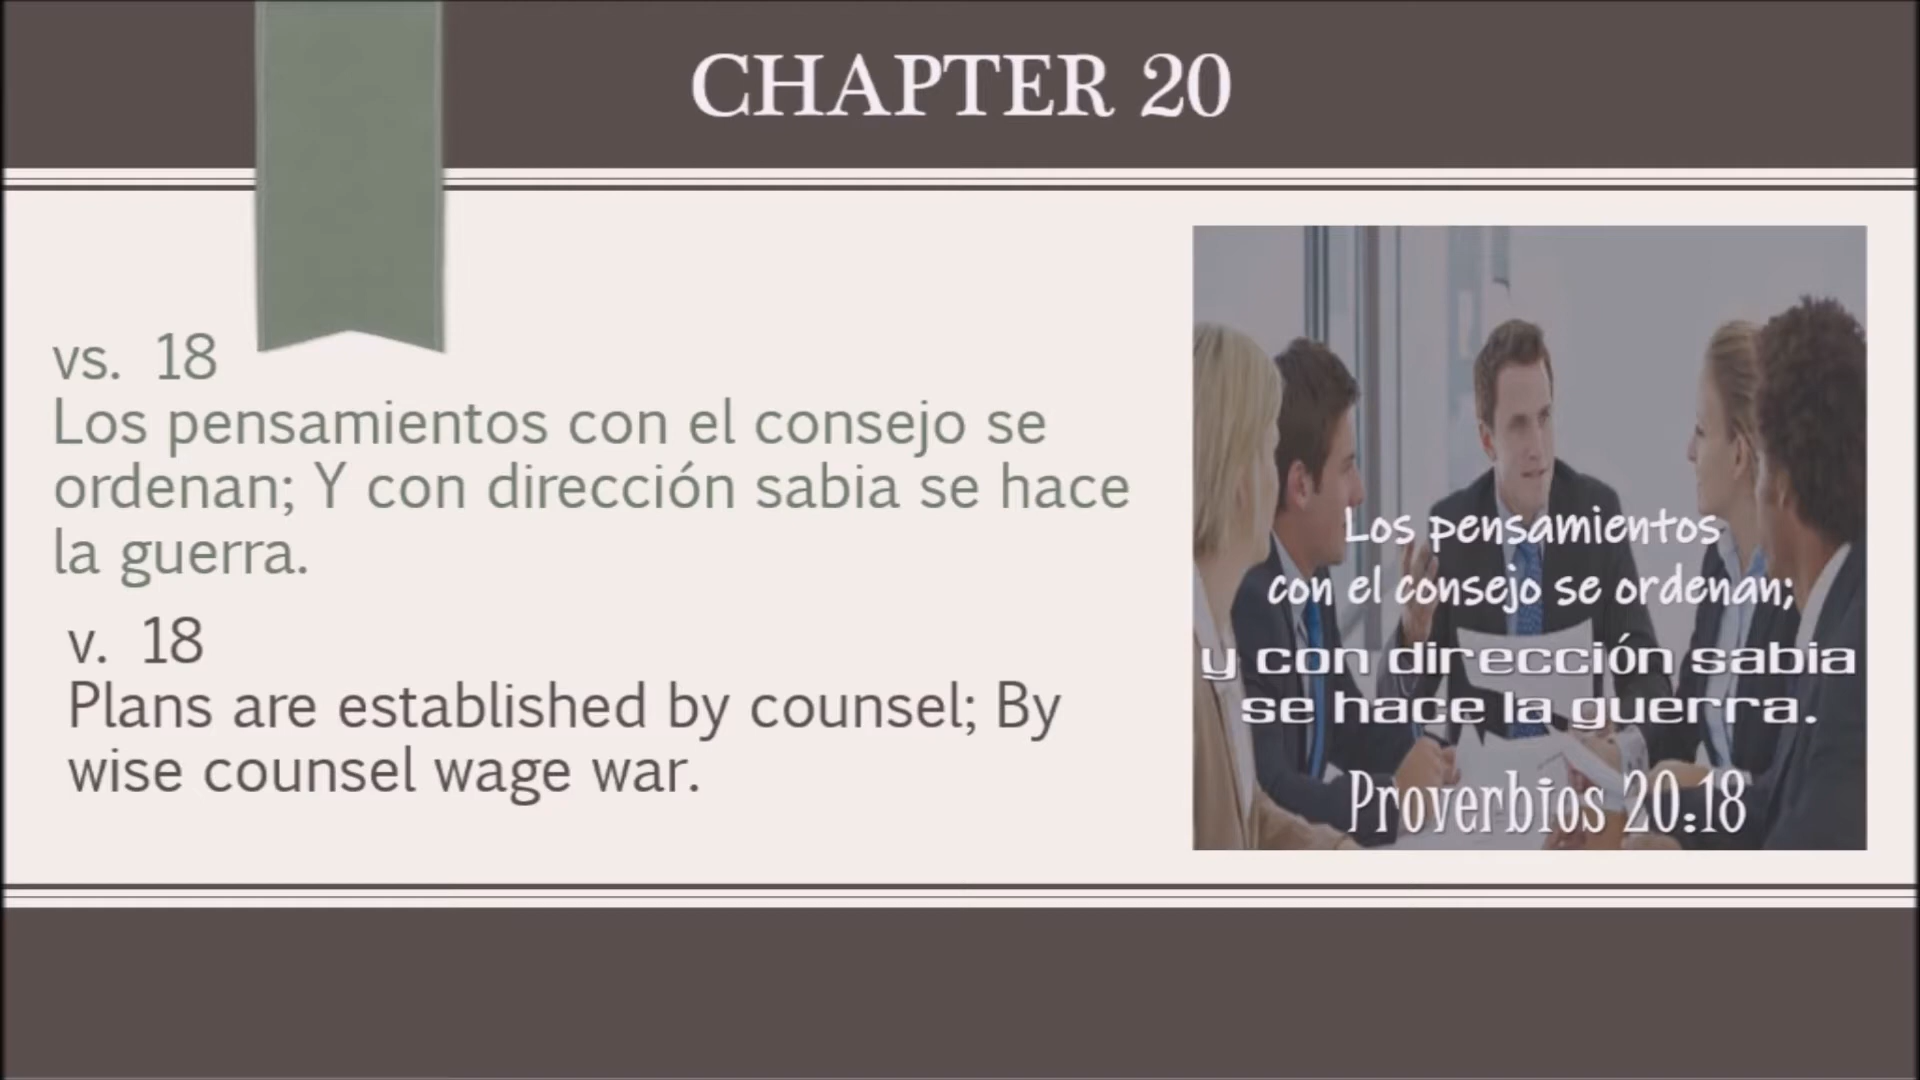 CHAPTER 20
vs. 18
Los pensamientos con el consejo se
ordenan; Y con dirección sabia se hace
la guerra.
v. 18
Plans are established by counsel; By
wise counsel wage war.
Los pensamientos
con el consejo se ordenan;
y con dirección sabia
se hace la guerra.
Proverbios 20:18